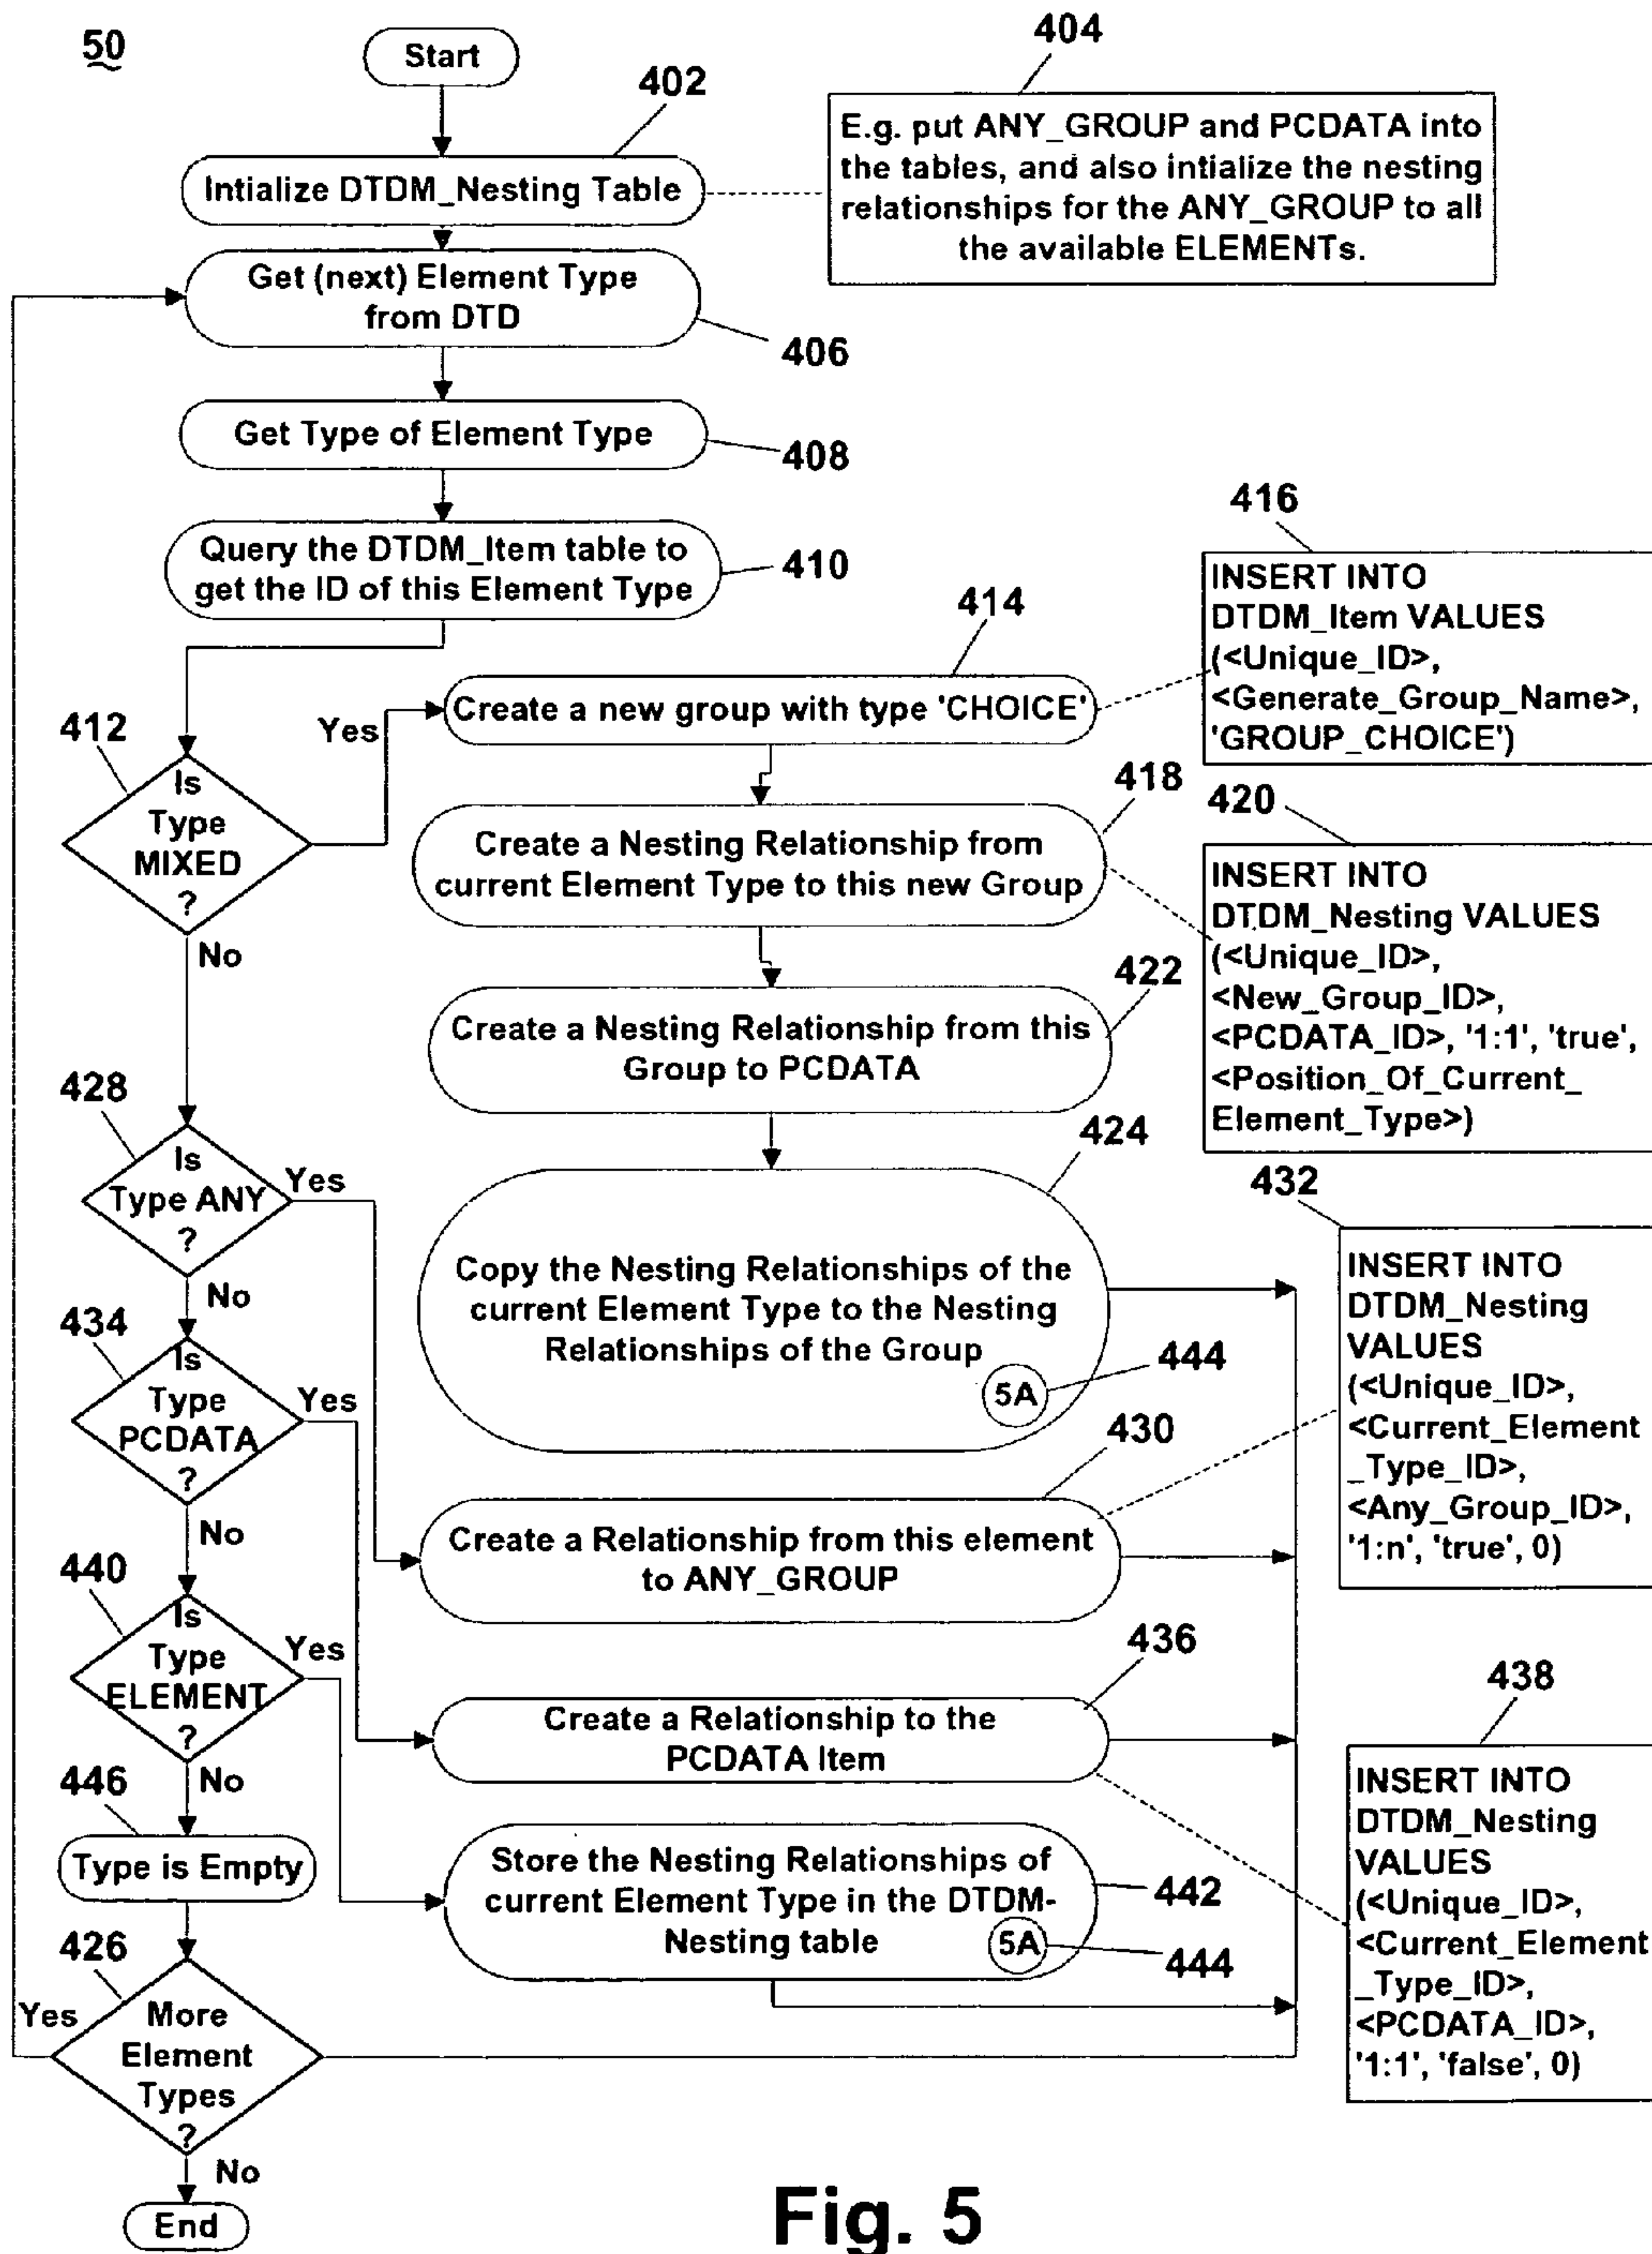 50
Start
402
404
Intialize DTDM_Nesting Table
E.g. put ANY_GROUP and PCDATA into
the tables, and also intialize the nesting
relationships for the ANY_GROUP to all
the available ELEMENTs.
Get (next) Element Type
from DTD
406
Get Type of Element Type
408
Query the DTDM_Item table to
get the ID of this Element Type
410
412
Is
Type
MIXED
?
Yes
No
414
Create a new group with type 'CHOICE'
416
INSERT INTO
DTDM_Item VALUES
(<Unique_ID>,
<Generate_Group_Name>,
'GROUP_CHOICE')
418
Create a Nesting Relationship from
current Element Type to this new Group
420
INSERT INTO
DTDM_Nesting VALUES
(<Unique_ID>,
<New_Group_ID>,
<PCDATA_ID>, '1:1', 'true',
<Position_Of_Current_
Element_Type>)
422
Create a Nesting Relationship from this
Group to PCDATA
424
Copy the Nesting Relationships of the
current Element Type to the Nesting
Relationships of the Group
5A
444
428
Is
Type ANY
?
Yes
No
430
Create a Relationship from this element
to ANY_GROUP
432
INSERT INTO
DTDM_Nesting
VALUES
(<Unique_ID>,
<Current_Element
_Type_ID>,
<Any_Group_ID>,
'1:n', 'true', 0)
434
Is
Type
PCDATA
?
Yes
No
436
Create a Relationship to the
PCDATA Item
438
INSERT INTO
DTDM_Nesting
VALUES
(<Unique_ID>,
<Current_Element
_Type_ID>,
<PCDATA_ID>,
'1:1', 'false', 0)
440
Is
Type
ELEMENT
?
Yes
No
Store the Nesting Relationships of
current Element Type in the DTDM-
Nesting table
5A
442
444
446
Type is Empty
426
Yes
More
Element
Types
?
No
End
Fig. 5